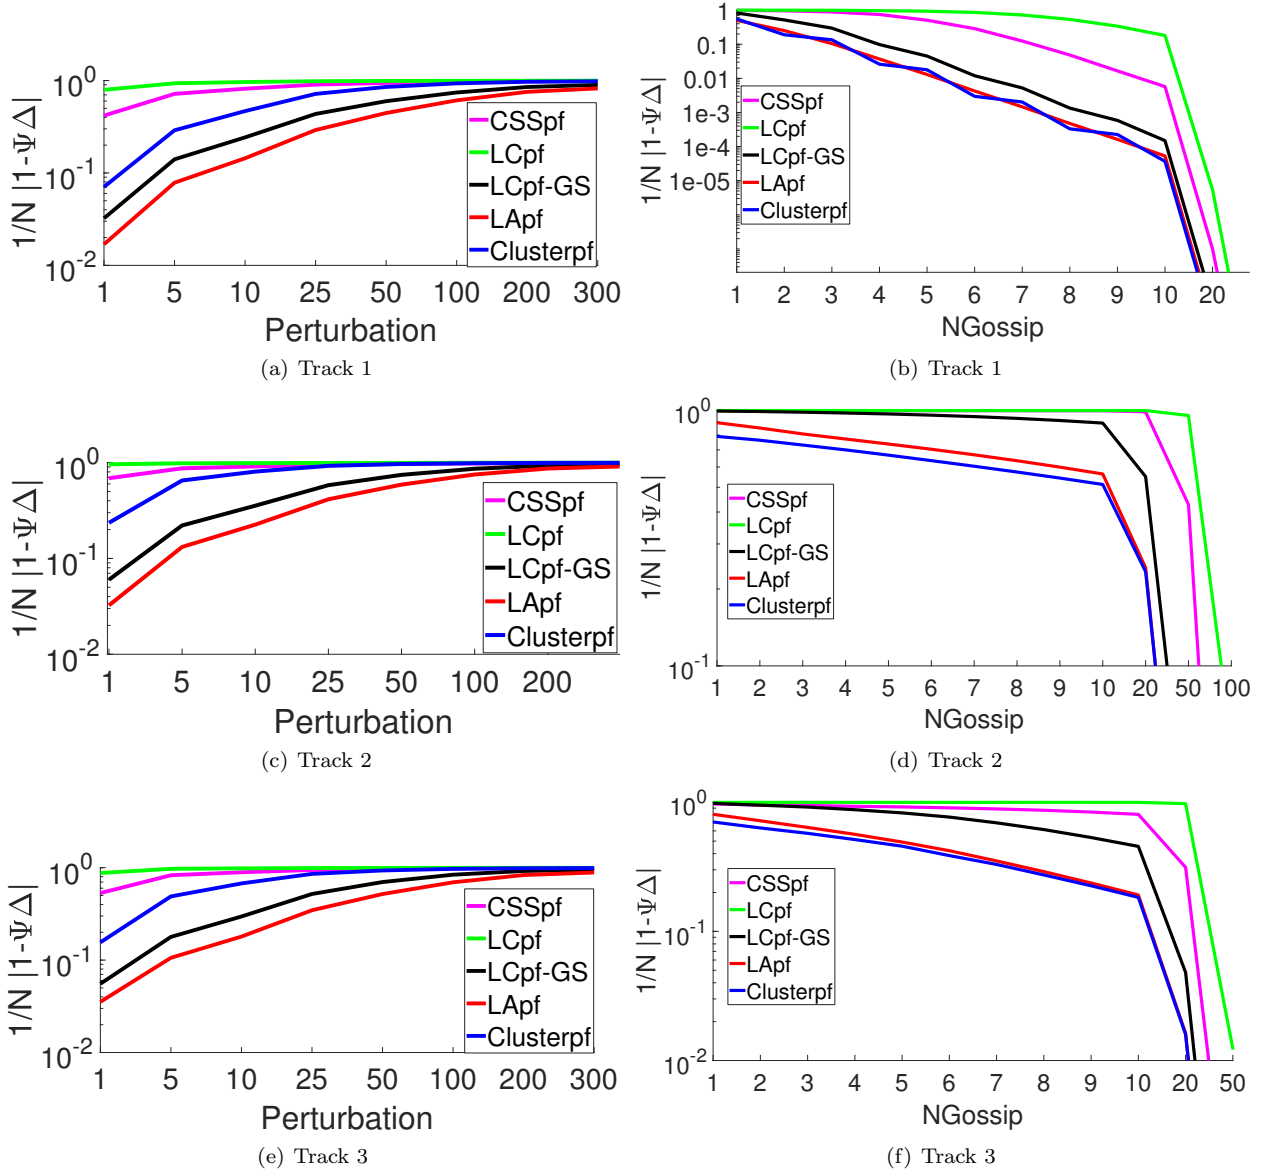 10^0
10^-1
10^-2
1/N |1-ΨΔ|
CSSpf
LCpf
LCpf-GS
LApf
Clusterpf
1 5 10 25 50 100 200 300
Perturbation
(a) Track 1
1
0.1
0.01
1e-3
1e-4
1e-05
1/N |1-ΨΔ|
CSSpf
LCpf
LCpf-GS
LApf
Clusterpf
1 2 3 4 5 6 7 8 9 10 20
NGossip
(b) Track 1
10^0
10^-1
10^-2
1/N |1-ΨΔ|
CSSpf
LCpf
LCpf-GS
LApf
Clusterpf
1 5 10 25 50 100 200
Perturbation
(c) Track 2
10^0
10^-1
1/N |1-ΨΔ|
CSSpf
LCpf
LCpf-GS
LApf
Clusterpf
1 2 3 4 5 6 7 8 9 10 20 50 100
NGossip
(d) Track 2
10^0
10^-1
10^-2
1/N |1-ΨΔ|
CSSpf
LCpf
LCpf-GS
LApf
Clusterpf
1 5 10 25 50 100 200 300
Perturbation
(e) Track 3
10^0
10^-1
10^-2
1/N |1-ΨΔ|
CSSpf
LCpf
LCpf-GS
LApf
Clusterpf
1 2 3 4 5 6 7 8 9 10 20 50
NGossip
(f) Track 3